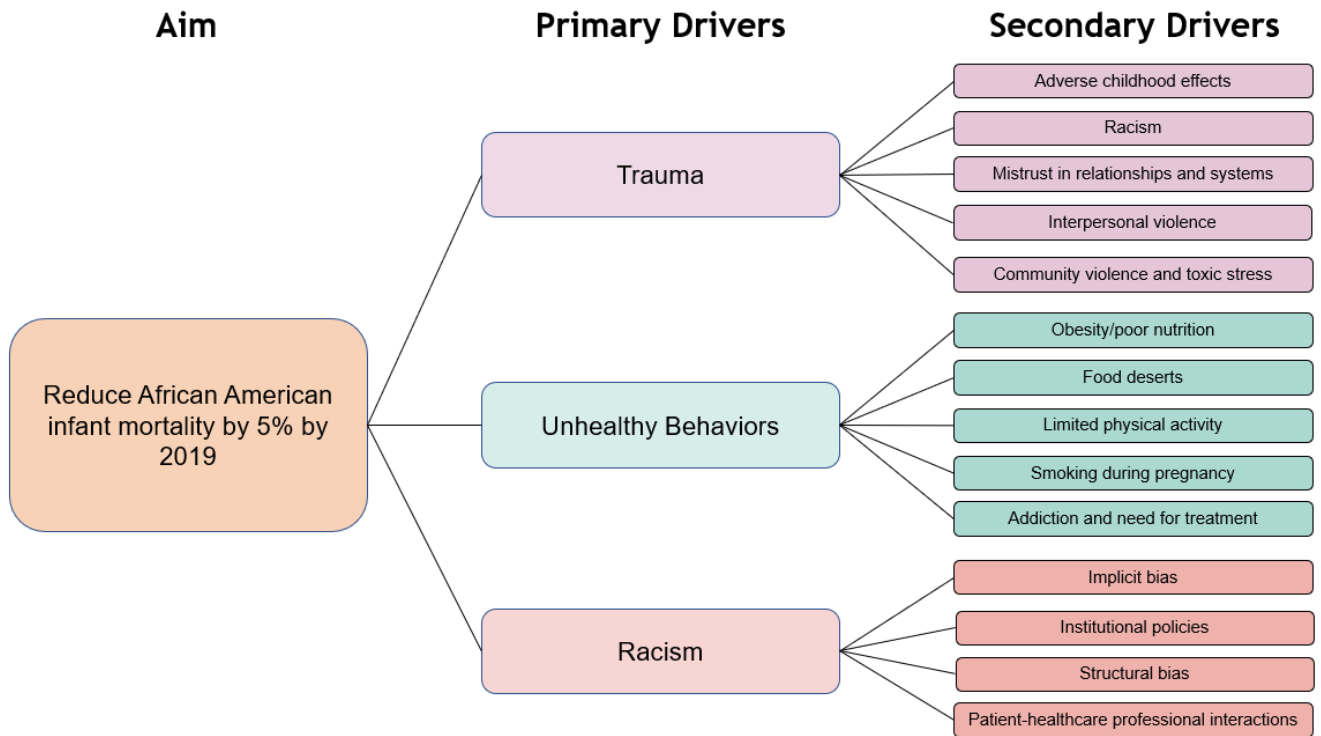 Aim
Primary Drivers
Secondary Drivers
Reduce African American
infant mortality by 5% by
2019
Trauma
Adverse childhood effects
Racism
Mistrust in relationships and systems
Interpersonal violence
Community violence and toxic stress
Unhealthy Behaviors
Obesity/poor nutrition
Food deserts
Limited physical activity
Smoking during pregnancy
Addiction and need for treatment
Racism
Implicit bias
Institutional policies
Structural bias
Patient-healthcare professional interactions